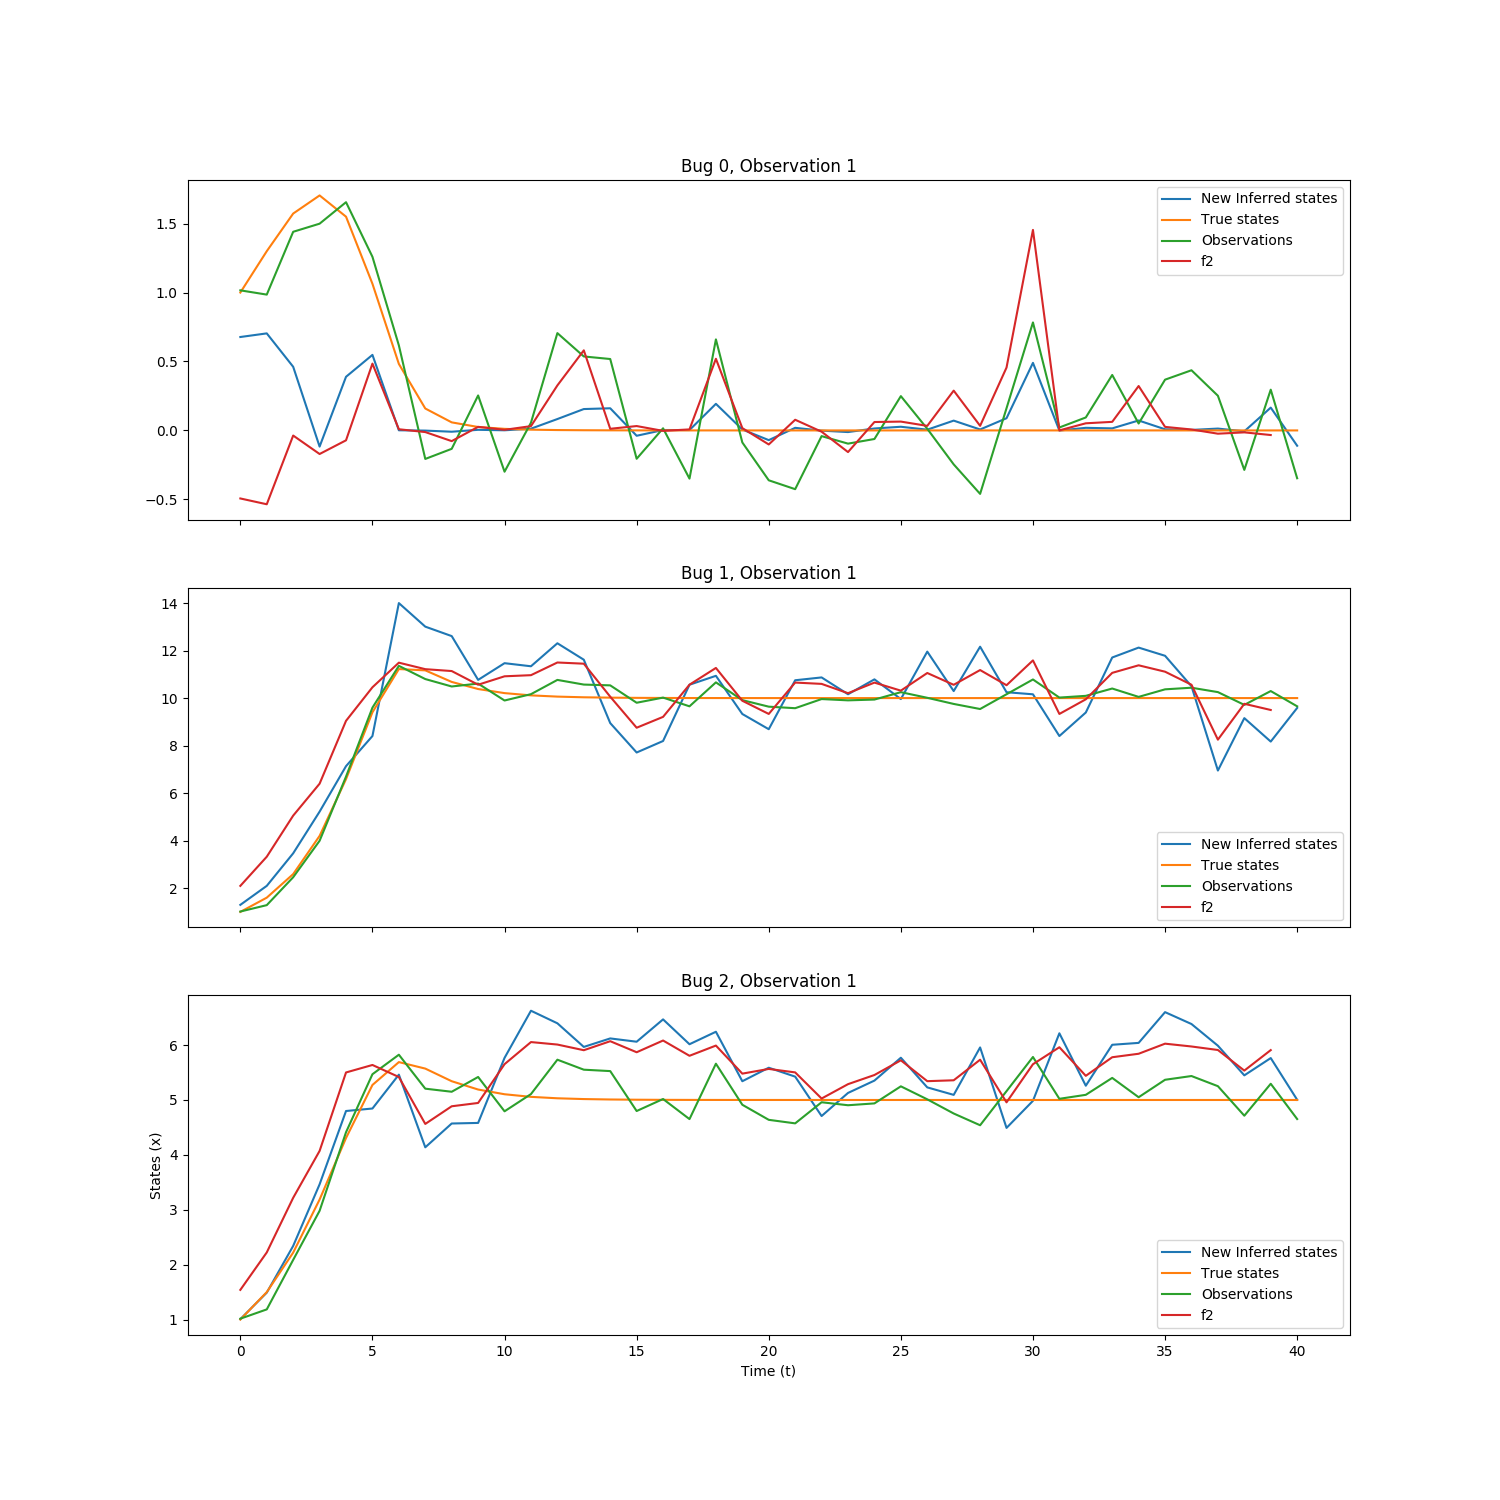 Bug 0, Observation 1
1.5
1.0
0.5
0.0
−0.5
New Inferred states
True states
Observations
f2
Bug 1, Observation 1
14
12
10
8
6
4
2
New Inferred states
True states
Observations
f2
Bug 2, Observation 1
States (x)
6
5
4
3
2
1
New Inferred states
True states
Observations
f2
0 5 10 15 20 25 30 35 40
Time (t)